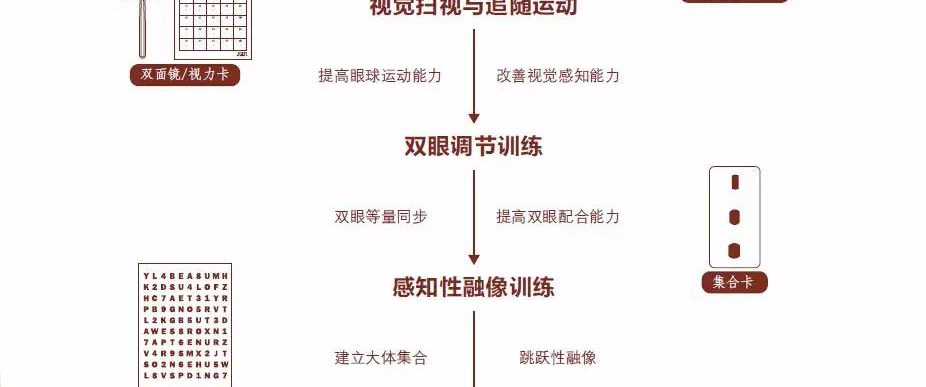 视觉扫视与追随运动
双面镜/视力卡
提高眼球运动能力
改善视觉感知能力
双眼调节训练
双眼等量同步
提高双眼配合能力
集合卡
感知性融像训练
YL4BEA8UMH
K2DSU4LOFZ
HC7AET31YR
PB9GNO5RVT
L2KGB5UT3D
AWES8ROXN1
7APT6ENURZ
V4R9SMX2JT
SO2N6EHU5W
L8VSPD1NG7
建立大体集合
跳跃性融像